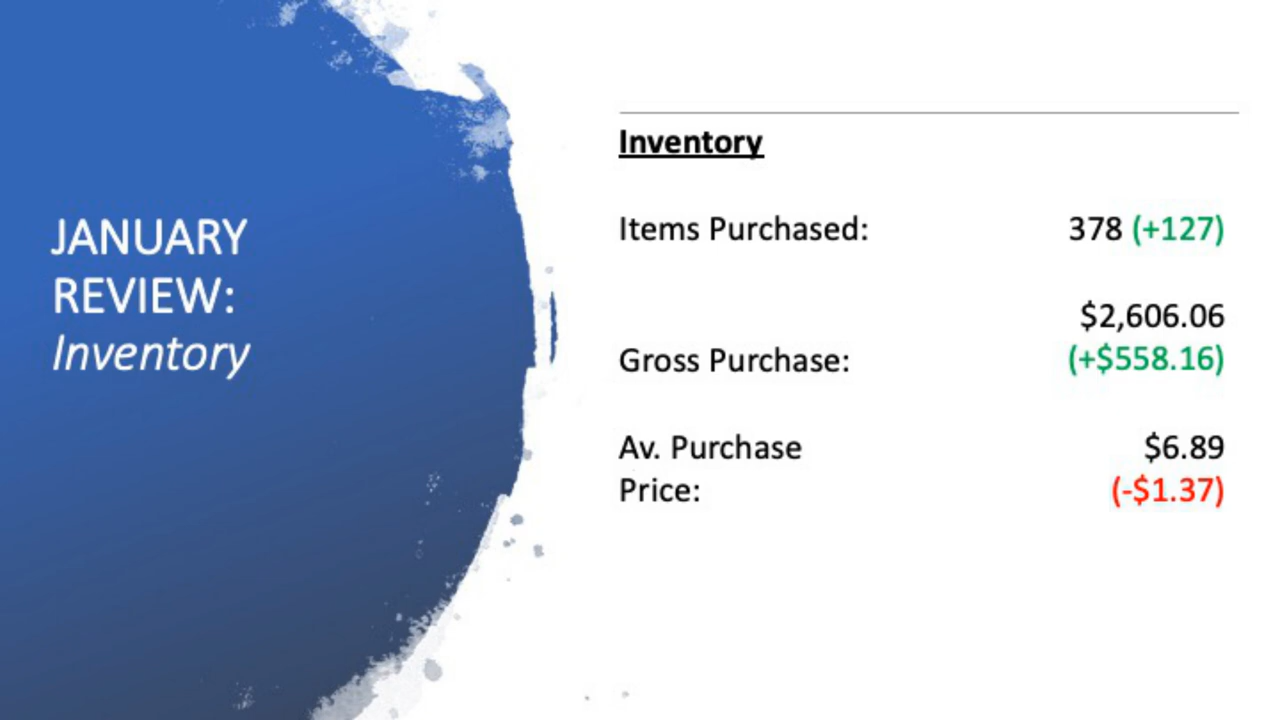 JANUARY
REVIEW:
Inventory
Inventory
Items Purchased: 378 (+127)
$2,606.06
Gross Purchase: (+$558.16)
Av. Purchase $6.89
Price: (-$1.37)